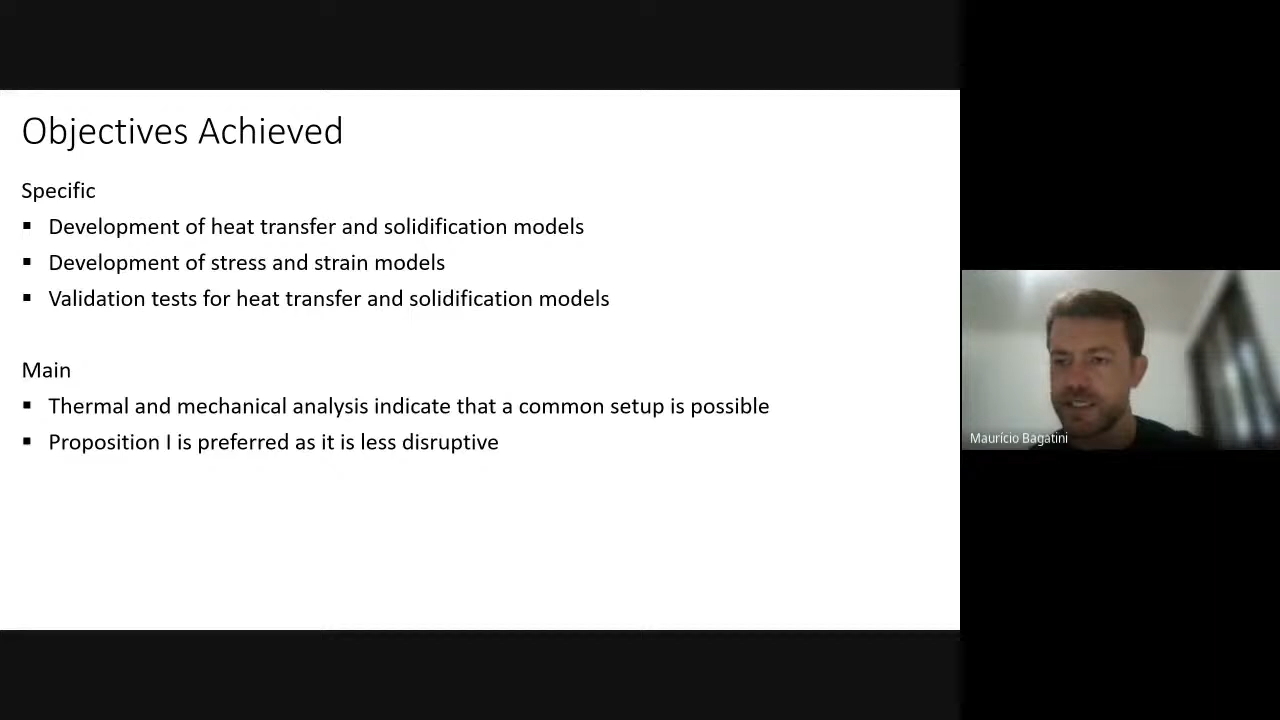 Objectives Achieved
Specific
▪ Development of heat transfer and solidification models
▪ Development of stress and strain models
▪ Validation tests for heat transfer and solidification models
Main
▪ Thermal and mechanical analysis indicate that a common setup is possible
▪ Proposition I is preferred as it is less disruptive
Maurício Bagatini